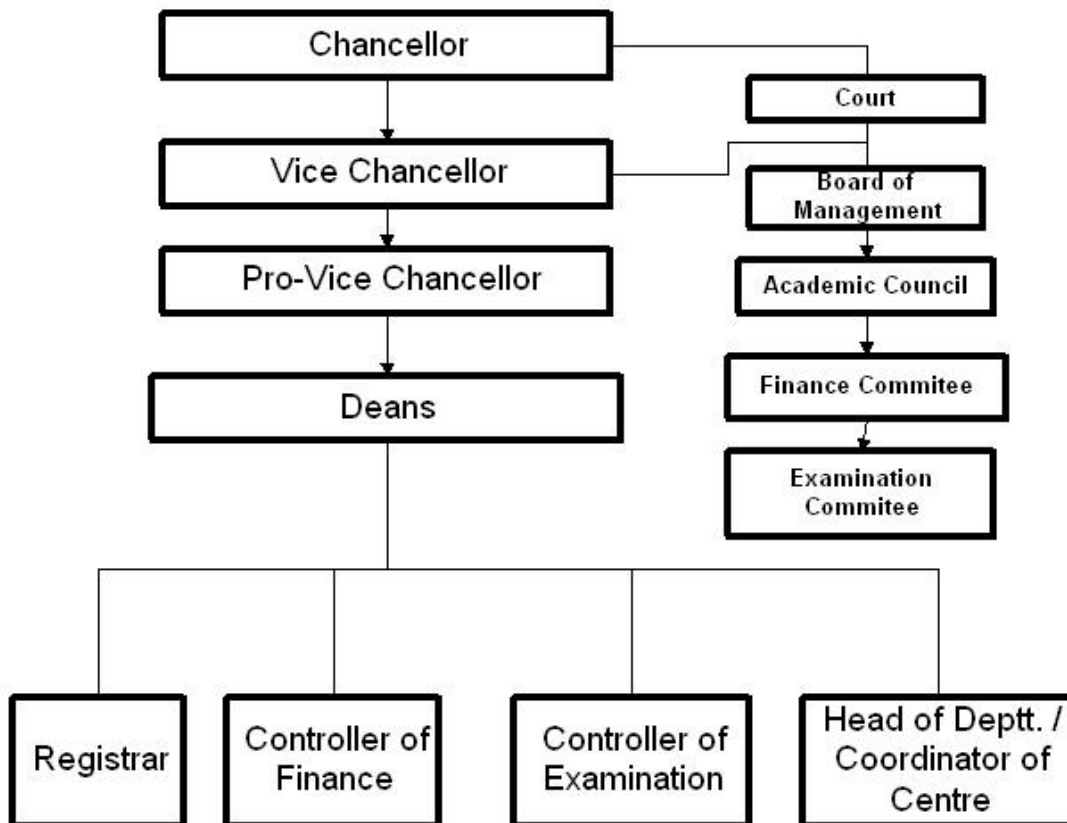 Chancellor
Court
Vice Chancellor
Board of
Management
Pro-Vice Chancellor
Academic Council
Finance Commitee
Deans
Examination
Commitee
Registrar
Controller of
Finance
Controller of
Examination
Head of Deptt. /
Coordinator of
Centre